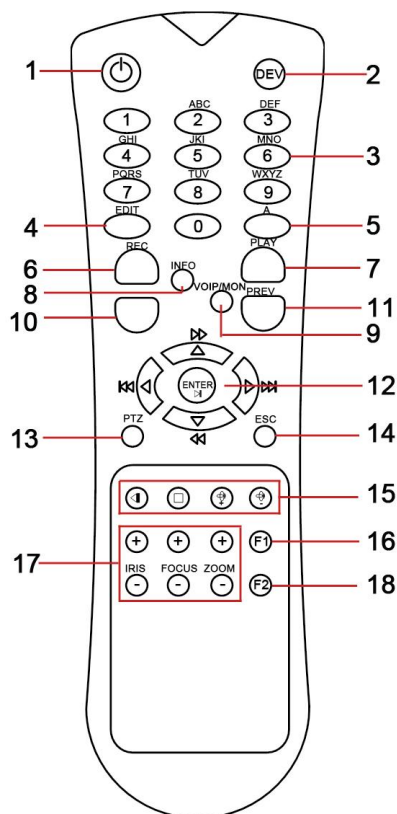 1
DEV
2
ABC DEF
1 2 3
GHI JKI MNO
4 5 6
3
PQRS TUV WXYZ
7 8 9
EDIT A
0
4
5
REC PLAY
6
INFO
7
8
VOIP/MON PREV
11
10
9
ENTER
12
PTZ ESC
13
14
15
+ + + F1
16
17
IRIS FOCUS ZOOM
- - - F2
18